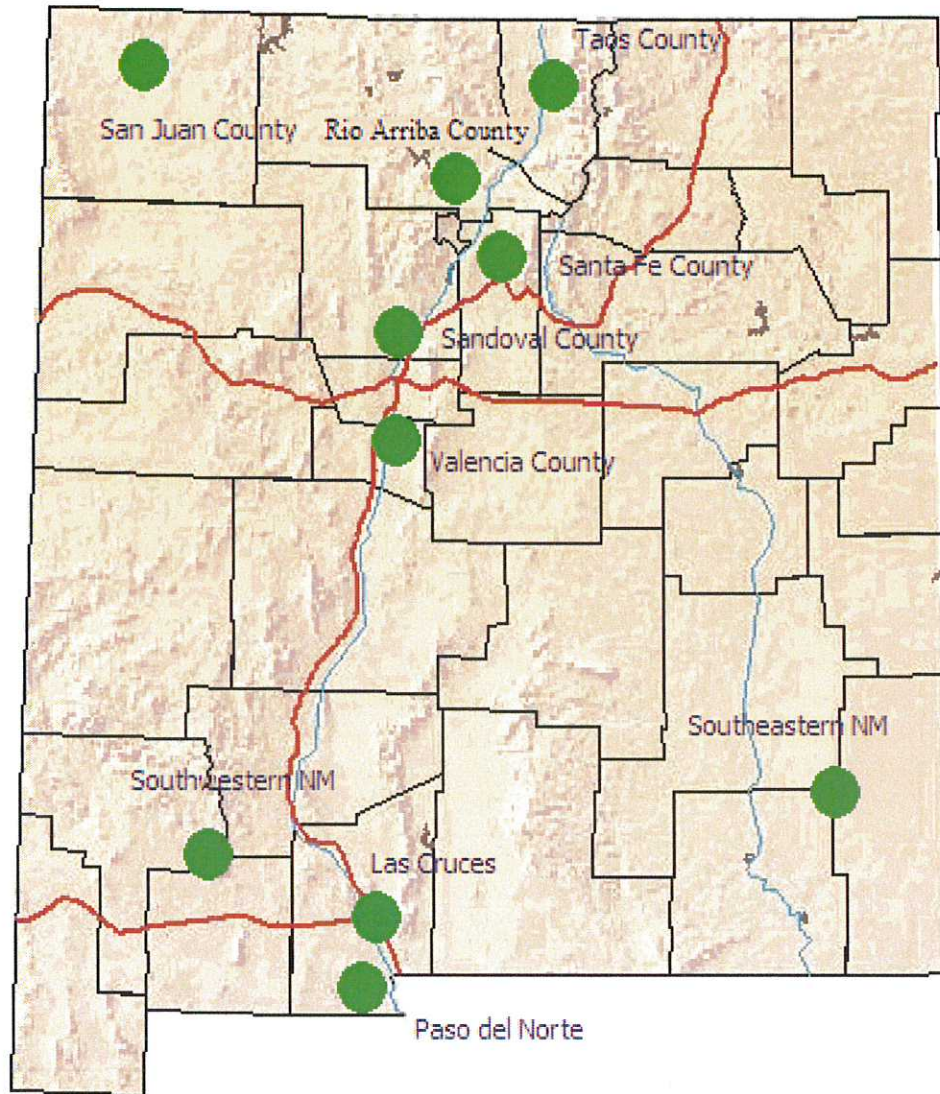 Taos County
San Juan County
Rio Arriba County
Santa Fe County
Sandoval County
Valencia County
Southeastern NM
Southwestern NM
Las Cruces
Paso del Norte